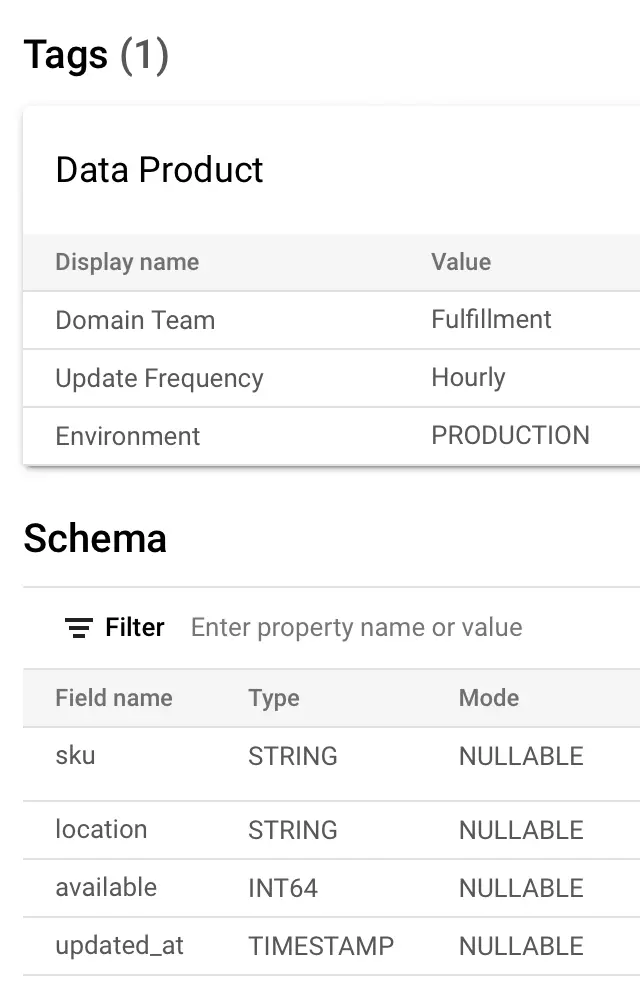 Tags (1)
Data Product
Display name Value
Domain Team Fulfillment
Update Frequency Hourly
Environment PRODUCTION
Schema
Filter Enter property name or value
Field name Type Mode
sku STRING NULLABLE
location STRING NULLABLE
available INT64 NULLABLE
updated_at TIMESTAMP NULLABLE